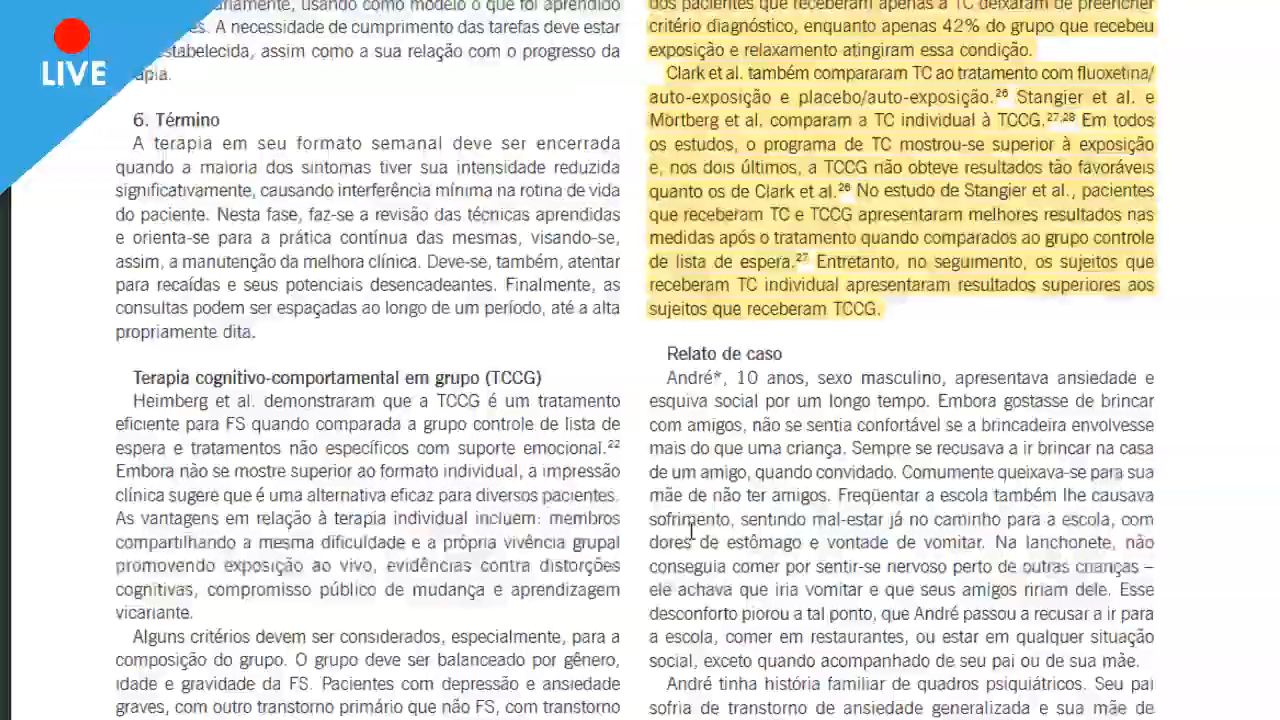 LIVE
usando como modelo o que foi aprendido
A necessidade de cumprimento das tarefas deve estar
assim como a sua relação com o progresso da
6. Término
A terapia em seu formato semanal deve ser encerrada
quando a maioria dos sintomas tiver sua intensidade reduzida
significativamente, causando interferência mínima na rotina de vida
do paciente. Nesta fase, faz-se a revisão das técnicas aprendidas
e orienta-se para a prática contínua das mesmas, visando-se,
assim, a manutenção da melhora clínica. Deve-se, também, atentar
para recaídas e seus potenciais desencadeantes. Finalmente, as
consultas podem ser espaçadas ao longo de um período, até a alta
propriamente dita.
Terapia cognitivo-comportamental em grupo (TCCG)
Heimberg et al. demonstraram que a TCCG é um tratamento
eficiente para FS quando comparada a grupo controle de lista de
espera e tratamentos não específicos com suporte emocional.²²
Embora não se mostre superior ao formato individual, a impressão
clínica sugere que é uma alternativa eficaz para diversos pacientes.
As vantagens em relação à terapia individual incluem: membros
compartilhando a mesma dificuldade e a própria vivência grupal
promovendo exposição ao vivo, evidências contra distorções
cognitivas, compromisso público de mudança e aprendizagem
vicariante.
Alguns critérios devem ser considerados, especialmente, para a
composição do grupo. O grupo deve ser balanceado por gênero,
idade e gravidade da FS. Pacientes com depressão e ansiedade
graves, com outro transtorno primário que não FS, com transtorno
dos pacientes que receberam apenas a TC deixaram de preencher
critério diagnóstico, enquanto apenas 42% do grupo que recebeu
exposição e relaxamento atingiram essa condição.
Clark et al. também compararam TC ao tratamento com fluoxetina/
auto-exposição e placebo/auto-exposição.²⁶ Stangier et al. e
Mörtberg et al. comparam a TC individual à TCCG.²⁷,²⁸ Em todos
os estudos, o programa de TC mostrou-se superior à exposição
e, nos dois últimos, a TCCG não obteve resultados tão favoráveis
quanto os de Clark et al.²⁶ No estudo de Stangier et al., pacientes
que receberam TC e TCCG apresentaram melhores resultados nas
medidas após o tratamento quando comparados ao grupo controle
de lista de espera.²⁷ Entretanto, no seguimento, os sujeitos que
receberam TC individual apresentaram resultados superiores aos
sujeitos que receberam TCCG.
Relato de caso
André*, 10 anos, sexo masculino, apresentava ansiedade e
esquiva social por um longo tempo. Embora gostasse de brincar
com amigos, não se sentia confortável se a brincadeira envolvesse
mais do que uma criança. Sempre se recusava a ir brincar na casa
de um amigo, quando convidado. Comumente queixava-se para sua
mãe de não ter amigos. Freqüentar a escola também lhe causava
sofrimento, sentindo mal-estar já no caminho para a escola, com
dores de estômago e vontade de vomitar. Na lanchonete, não
conseguia comer por sentir-se nervoso perto de outras crianças –
ele achava que iria vomitar e que seus amigos ririam dele. Esse
desconforto piorou a tal ponto, que André passou a recusar a ir para
a escola, comer em restaurantes, ou estar em qualquer situação
social, exceto quando acompanhado de seu pai ou de sua mãe.
André tinha história familiar de quadros psiquiátricos. Seu pai
sofria de transtorno de ansiedade generalizada e sua mãe de